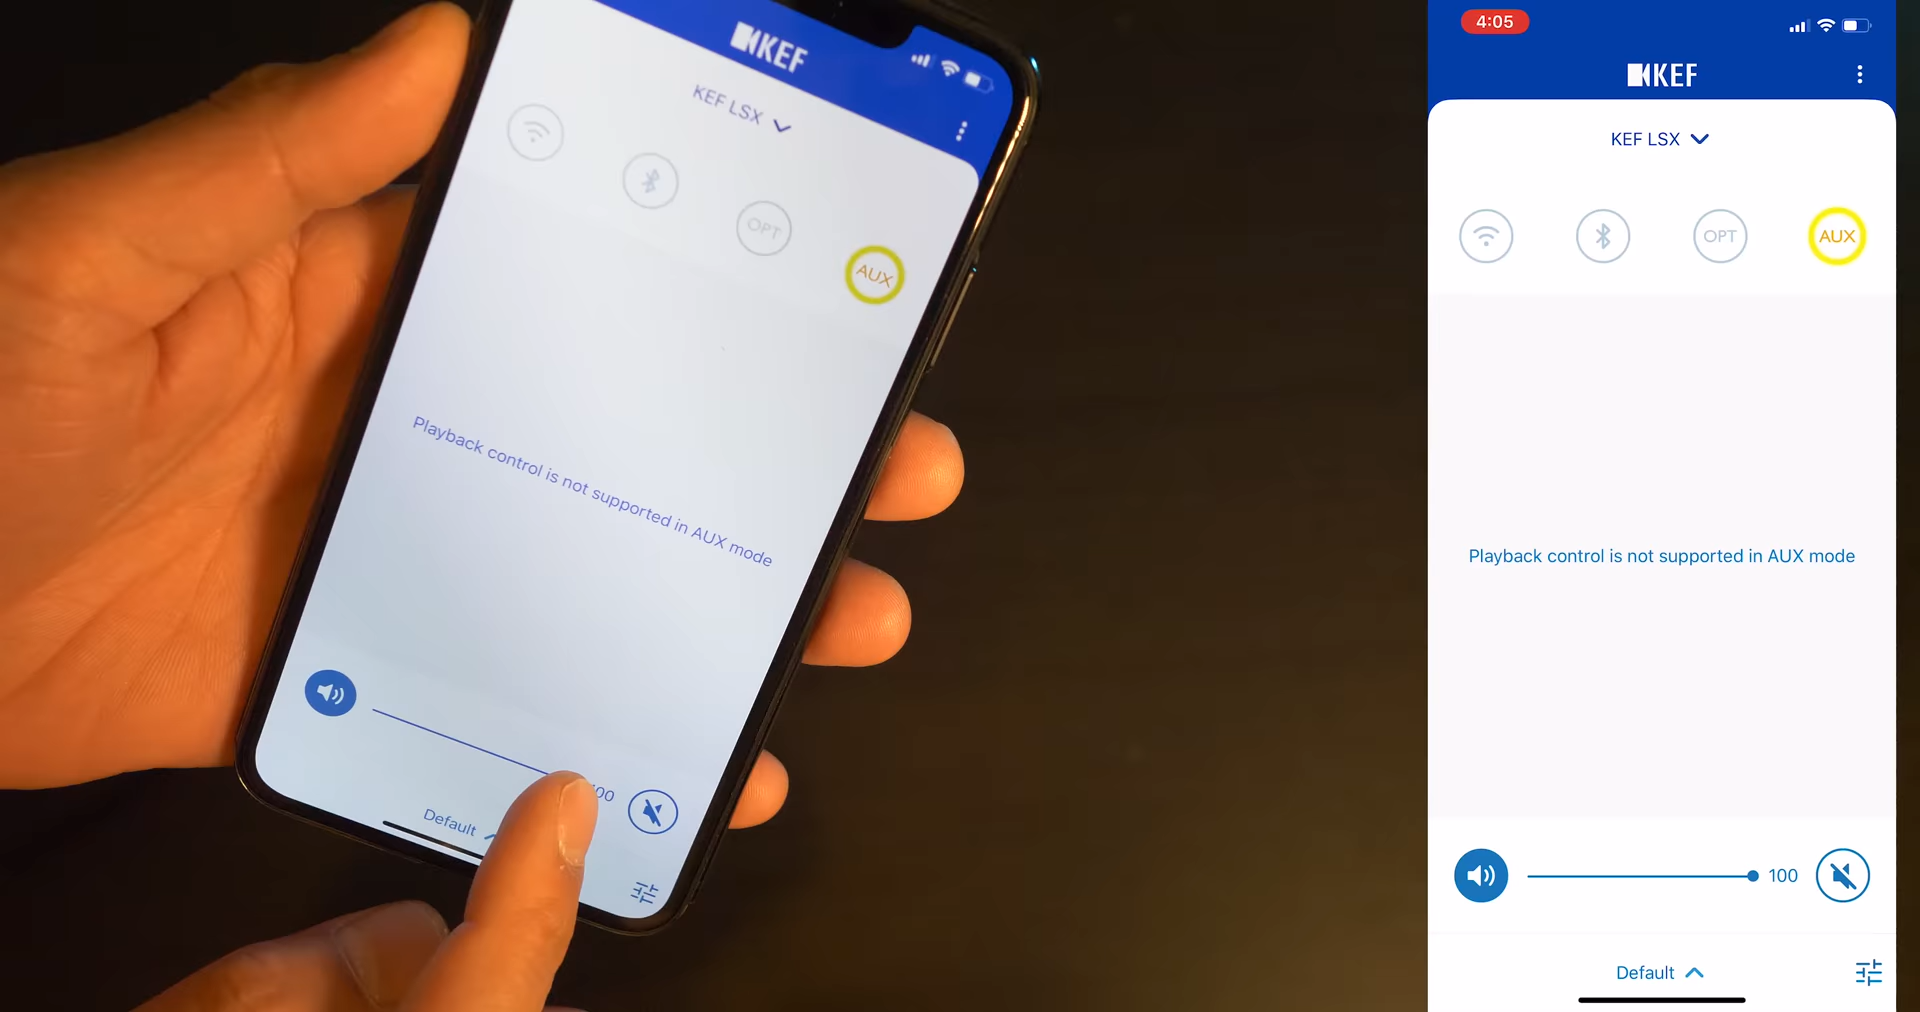 KEF
KEF LSX
OPT
AUX
Playback control is not supported in AUX mode
Default
4:05
KEF
KEF LSX
OPT
AUX
Playback control is not supported in AUX mode
100
Default